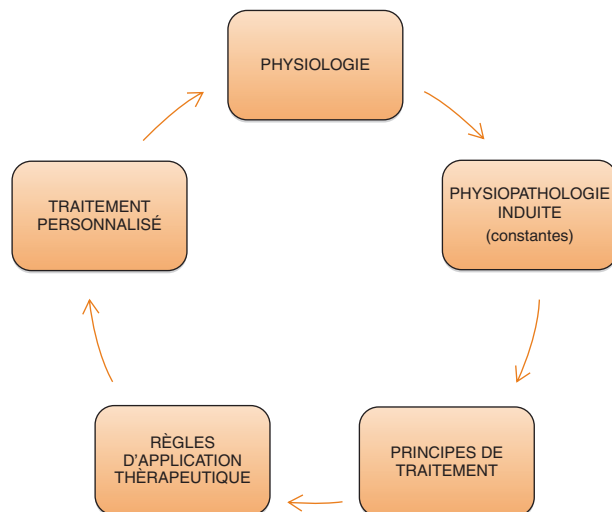 PHYSIOLOGIE
PHYSIOPATHOLOGIE
INDUITE
(constantes)
PRINCIPES DE
TRAITEMENT
RÈGLES
D'APPLICATION
THÈRAPEUTIQUE
TRAITEMENT
PERSONNALISÉ